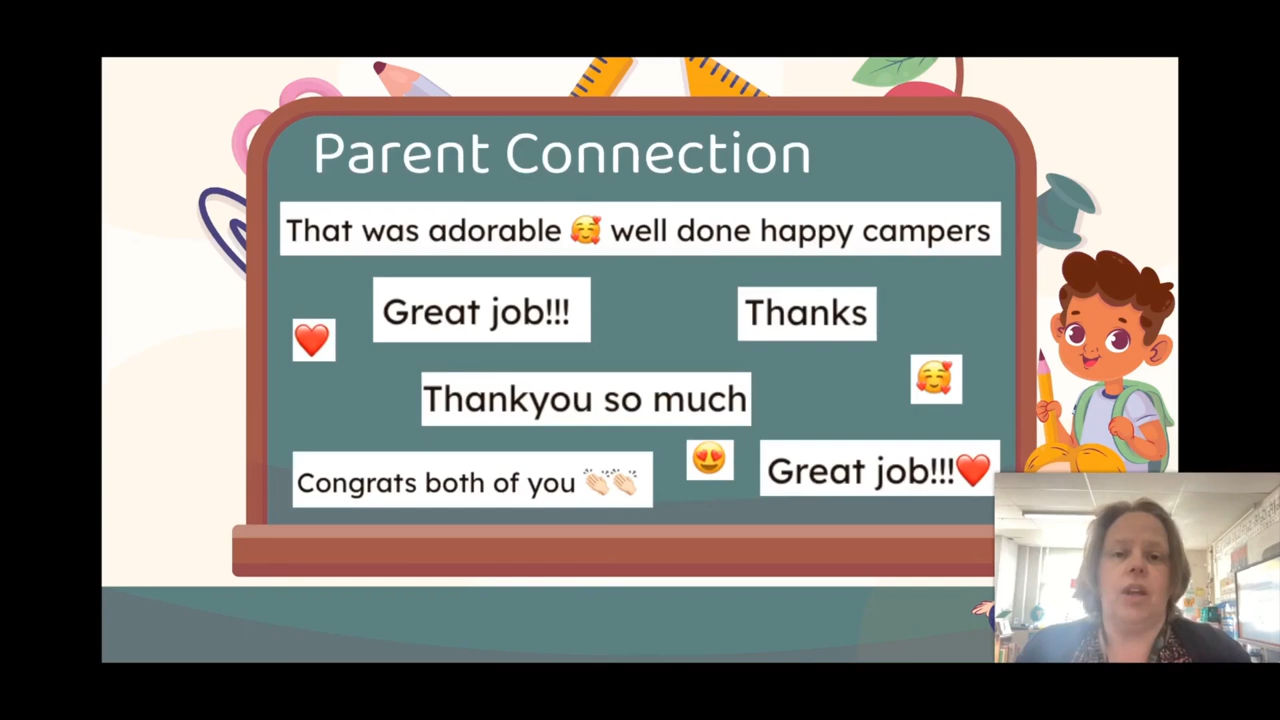 Parent Connection
That was adorable 🥰 well done happy campers
Great job!!!
Thanks
❤️
🥰
Thankyou so much
😍
Great job!!!❤️
Congrats both of you 👏🏻👏🏻